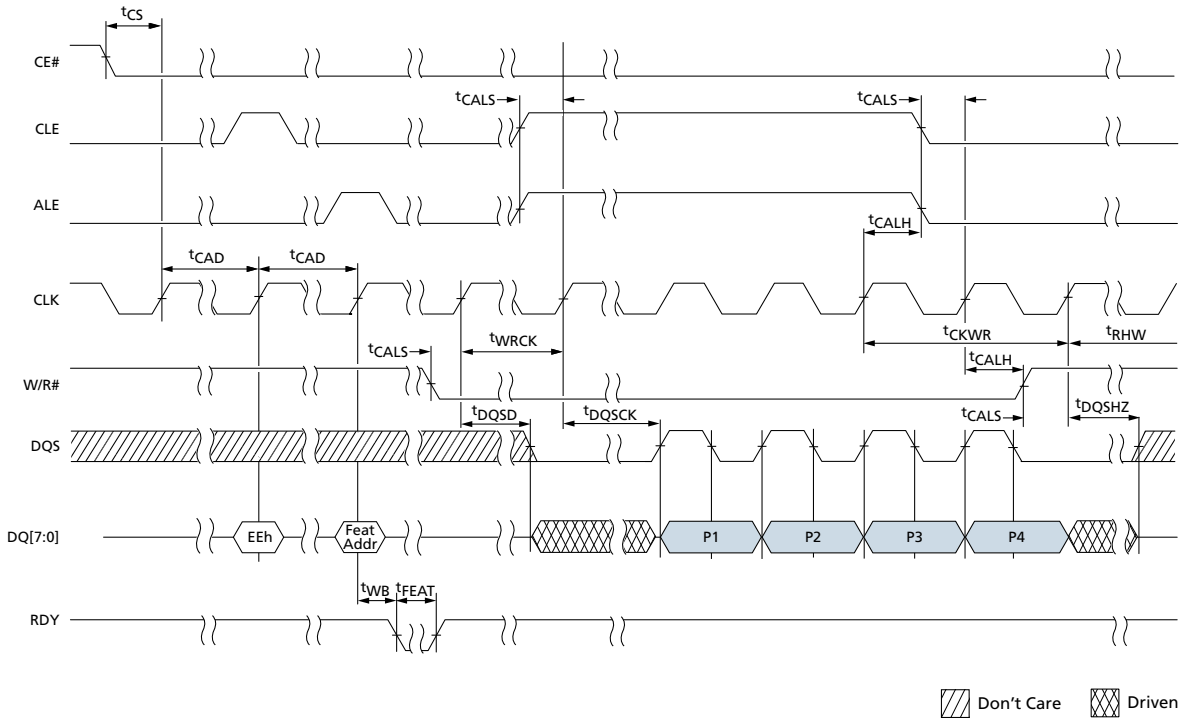 tCS
CE#
tCALS
tCALS
CLE
ALE
tCALH
tCAD
tCAD
CLK
tWRCK
tCKWR
tRHW
tCALS
tCALH
W/R#
tDQSD
tDQSCK
tCALS
tDQSHZ
DQS
DQ[7:0]
EEh
Feat
Addr
P1
P2
P3
P4
tWB
tFEAT
RDY
Don't Care
Driven